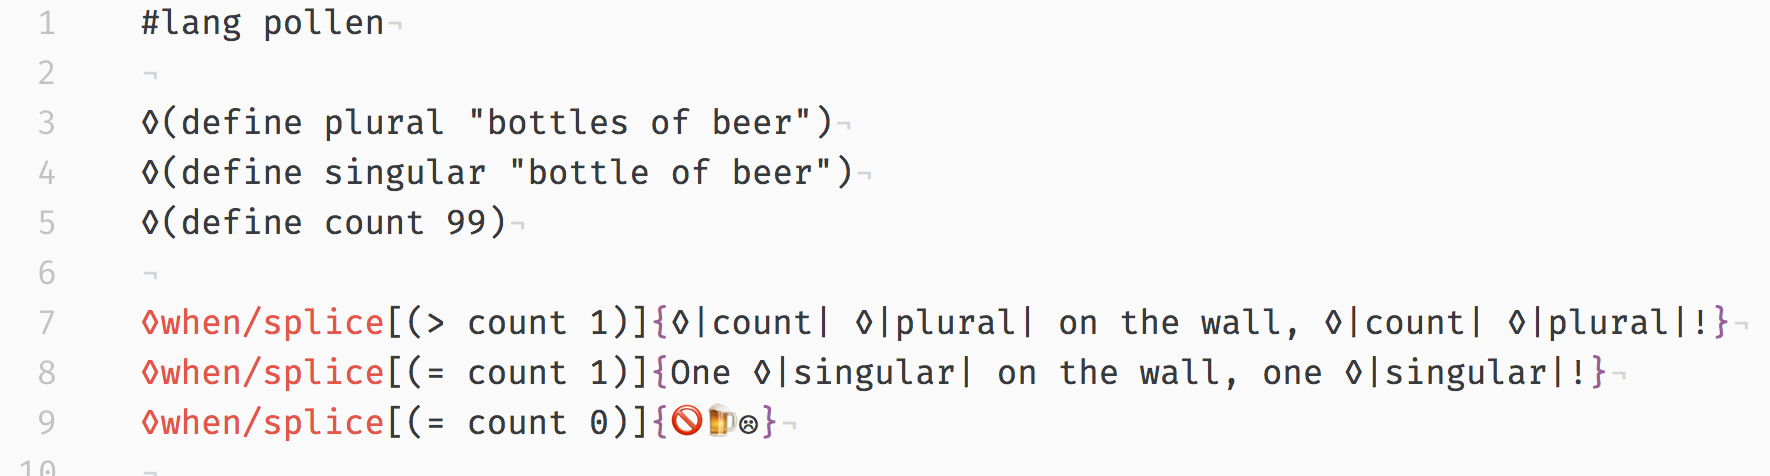 1 #lang pollen¬
2 ¬
3 ◊(define plural "bottles of beer")¬
4 ◊(define singular "bottle of beer")¬
5 ◊(define count 99)¬
6 ¬
7 ◊when/splice[(> count 1)]{◊|count| ◊|plural| on the wall, ◊|count| ◊|plural|!}¬
8 ◊when/splice[(= count 1)]{One ◊|singular| on the wall, one ◊|singular|!}¬
9 ◊when/splice[(= count 0)]{🚫🍺☹}¬
10 ¬